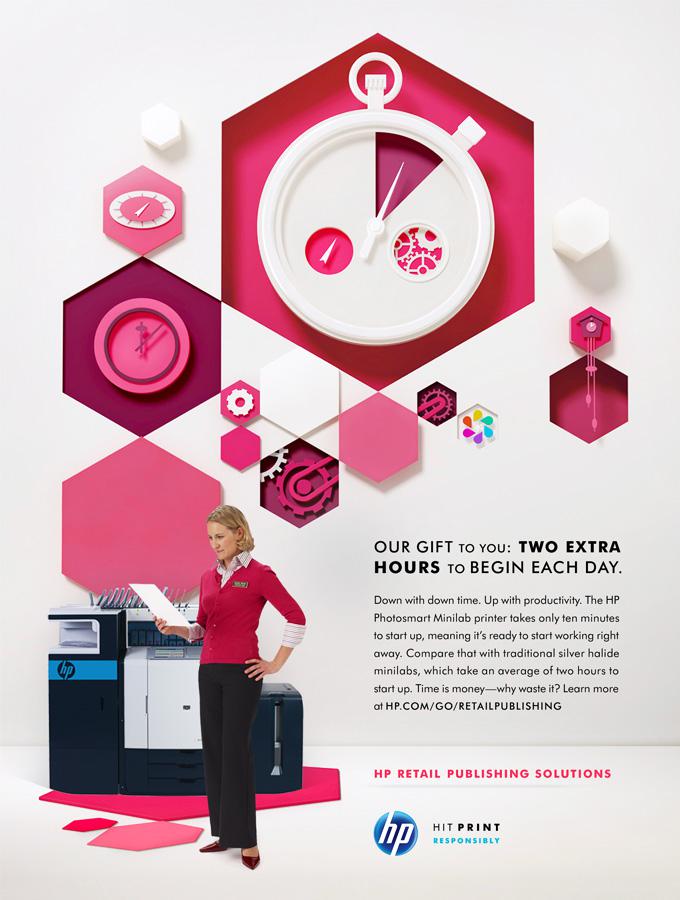 OUR GIFT TO YOU: TWO EXTRA
HOURS TO BEGIN EACH DAY.
Down with down time. Up with productivity. The HP
Photosmart Minilab printer takes only ten minutes
to start up, meaning it's ready to start working right
away. Compare that with traditional silver halide
minilabs, which take an average of two hours to
start up. Time is money—why waste it? Learn more
at HP.COM/GO/RETAILPUBLISHING
hp
HP RETAIL PUBLISHING SOLUTIONS
hp
HIT PRINT
RESPONSIBLY